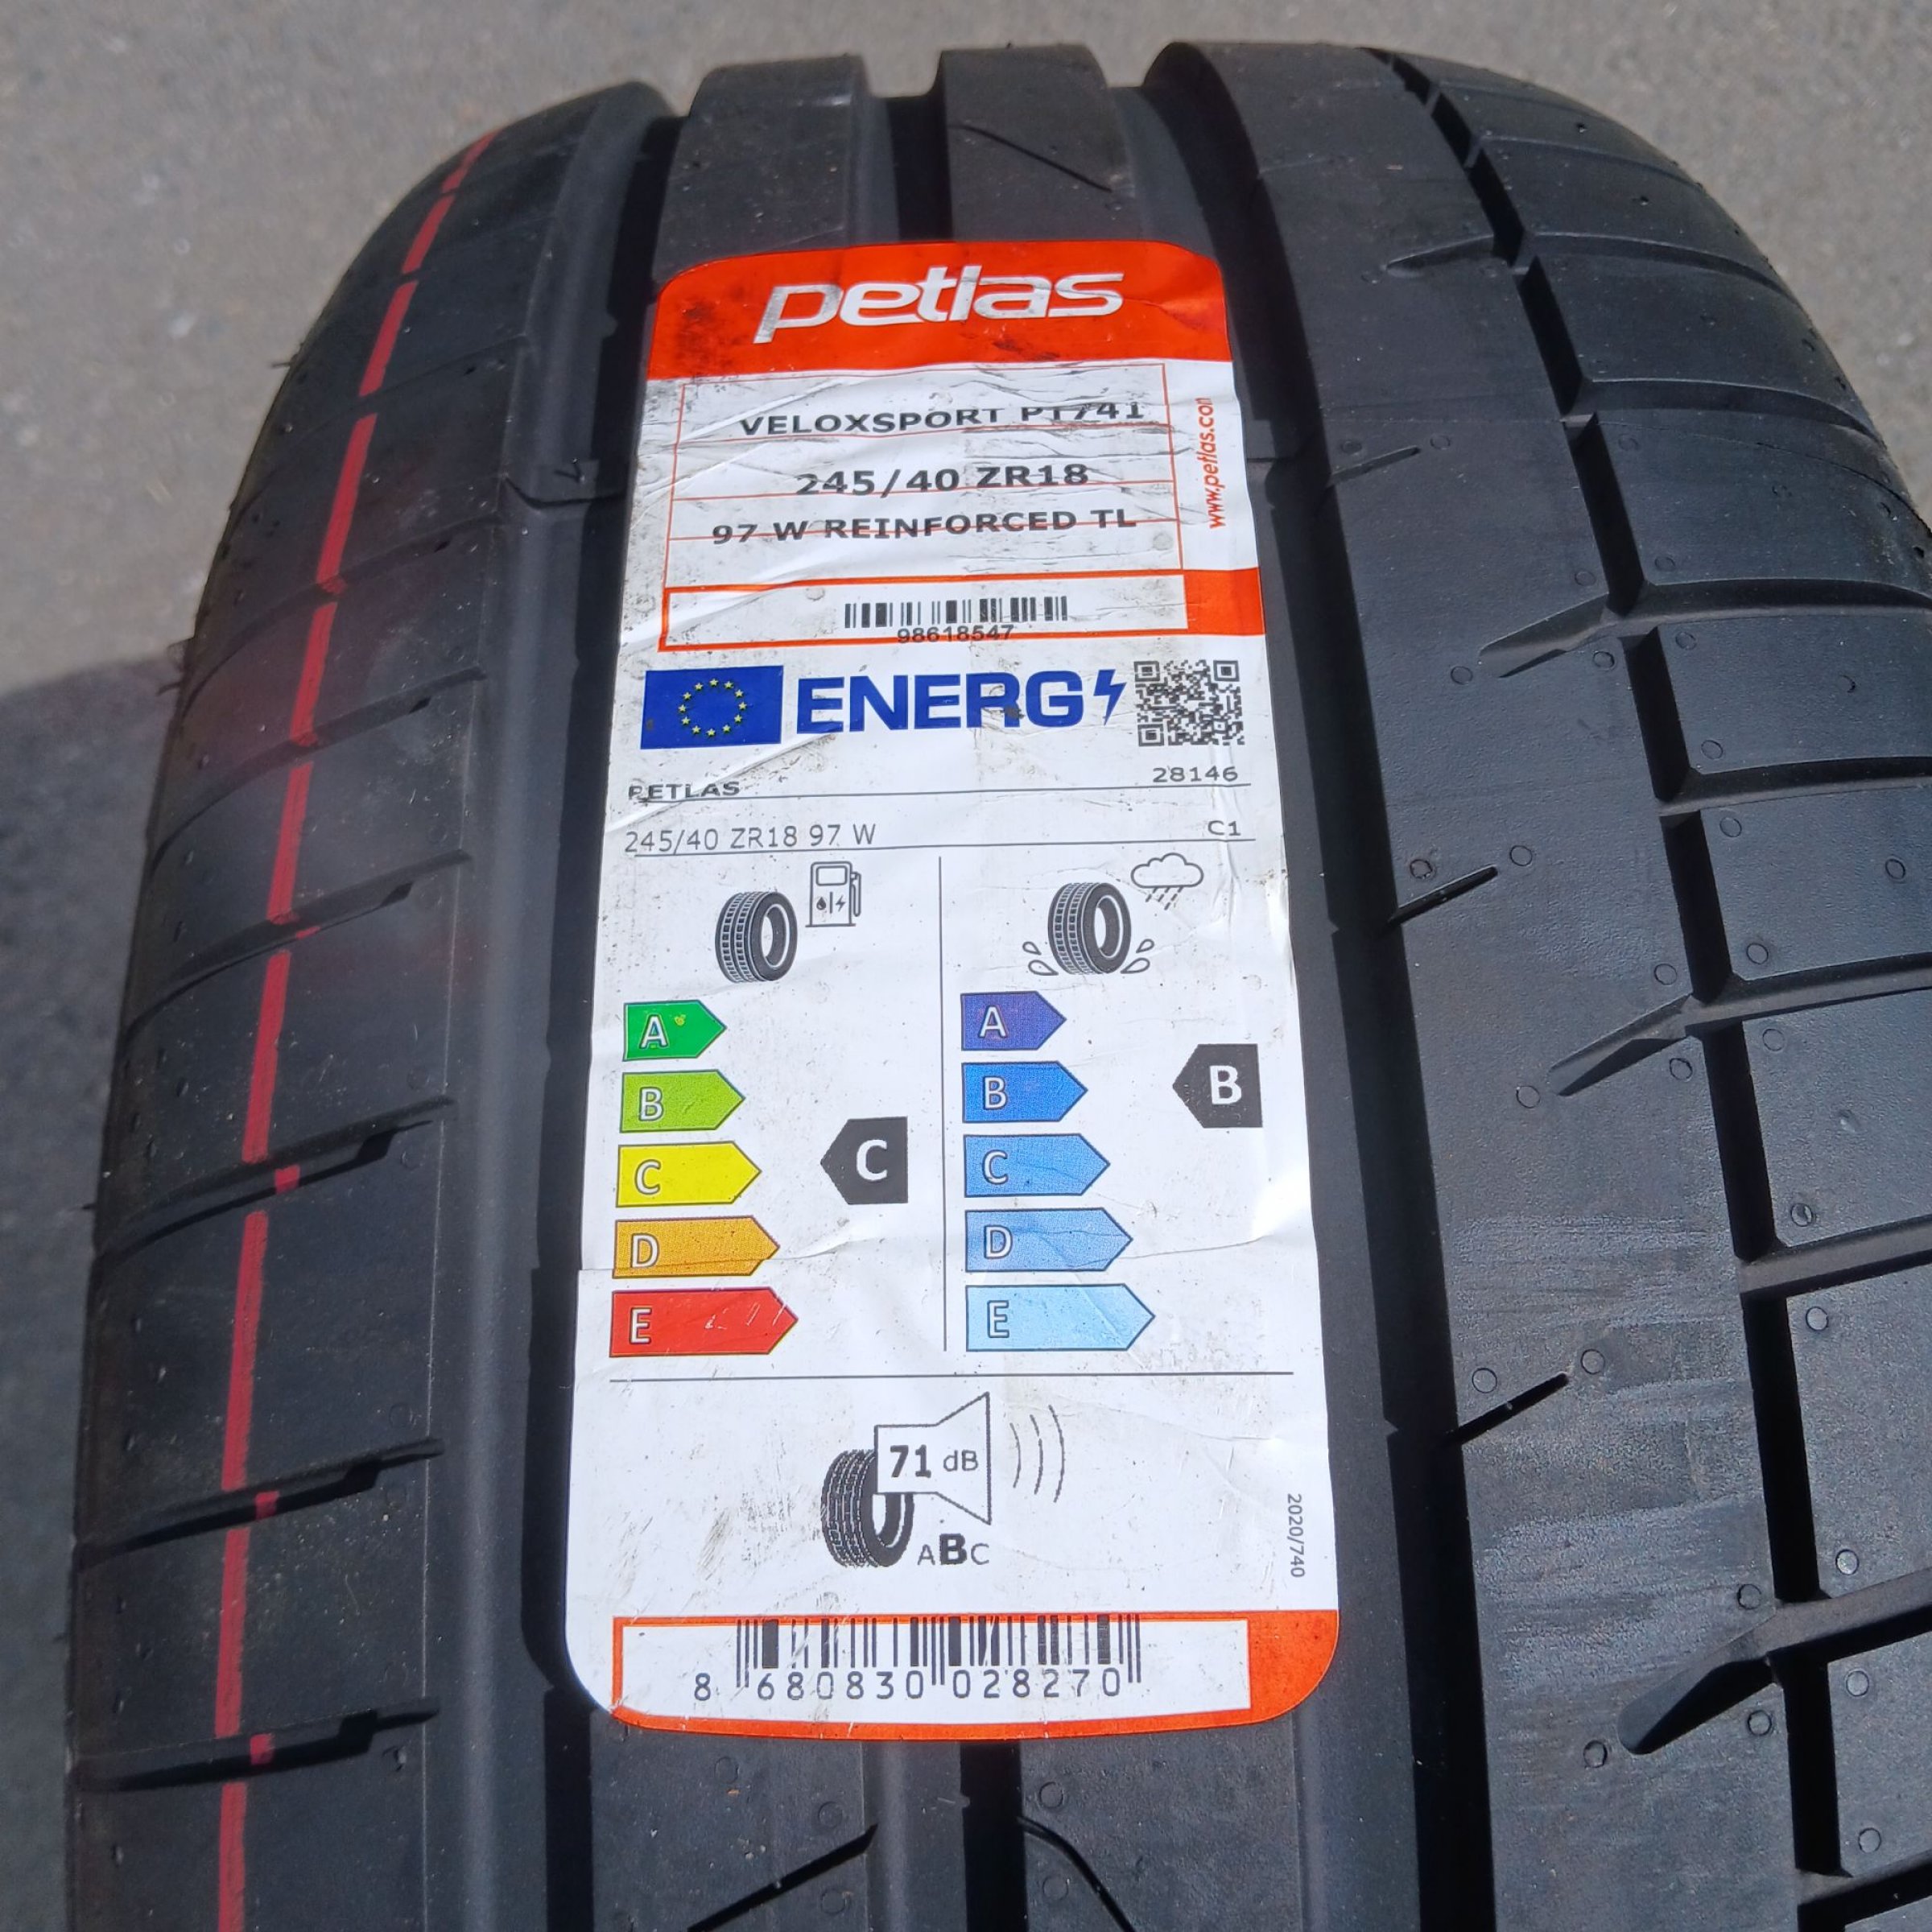 petlas
VELOXSPORT PT741
245/40 ZR18
97 W REINFORCED TL
www.petlas.com
98618547
ENERG
PETLAS 28146
245/40 ZR18 97 W C1
A
B
C
D
E
C
A
B
C
D
E
B
71 dB
ABC
2020/740
8 680830 028270